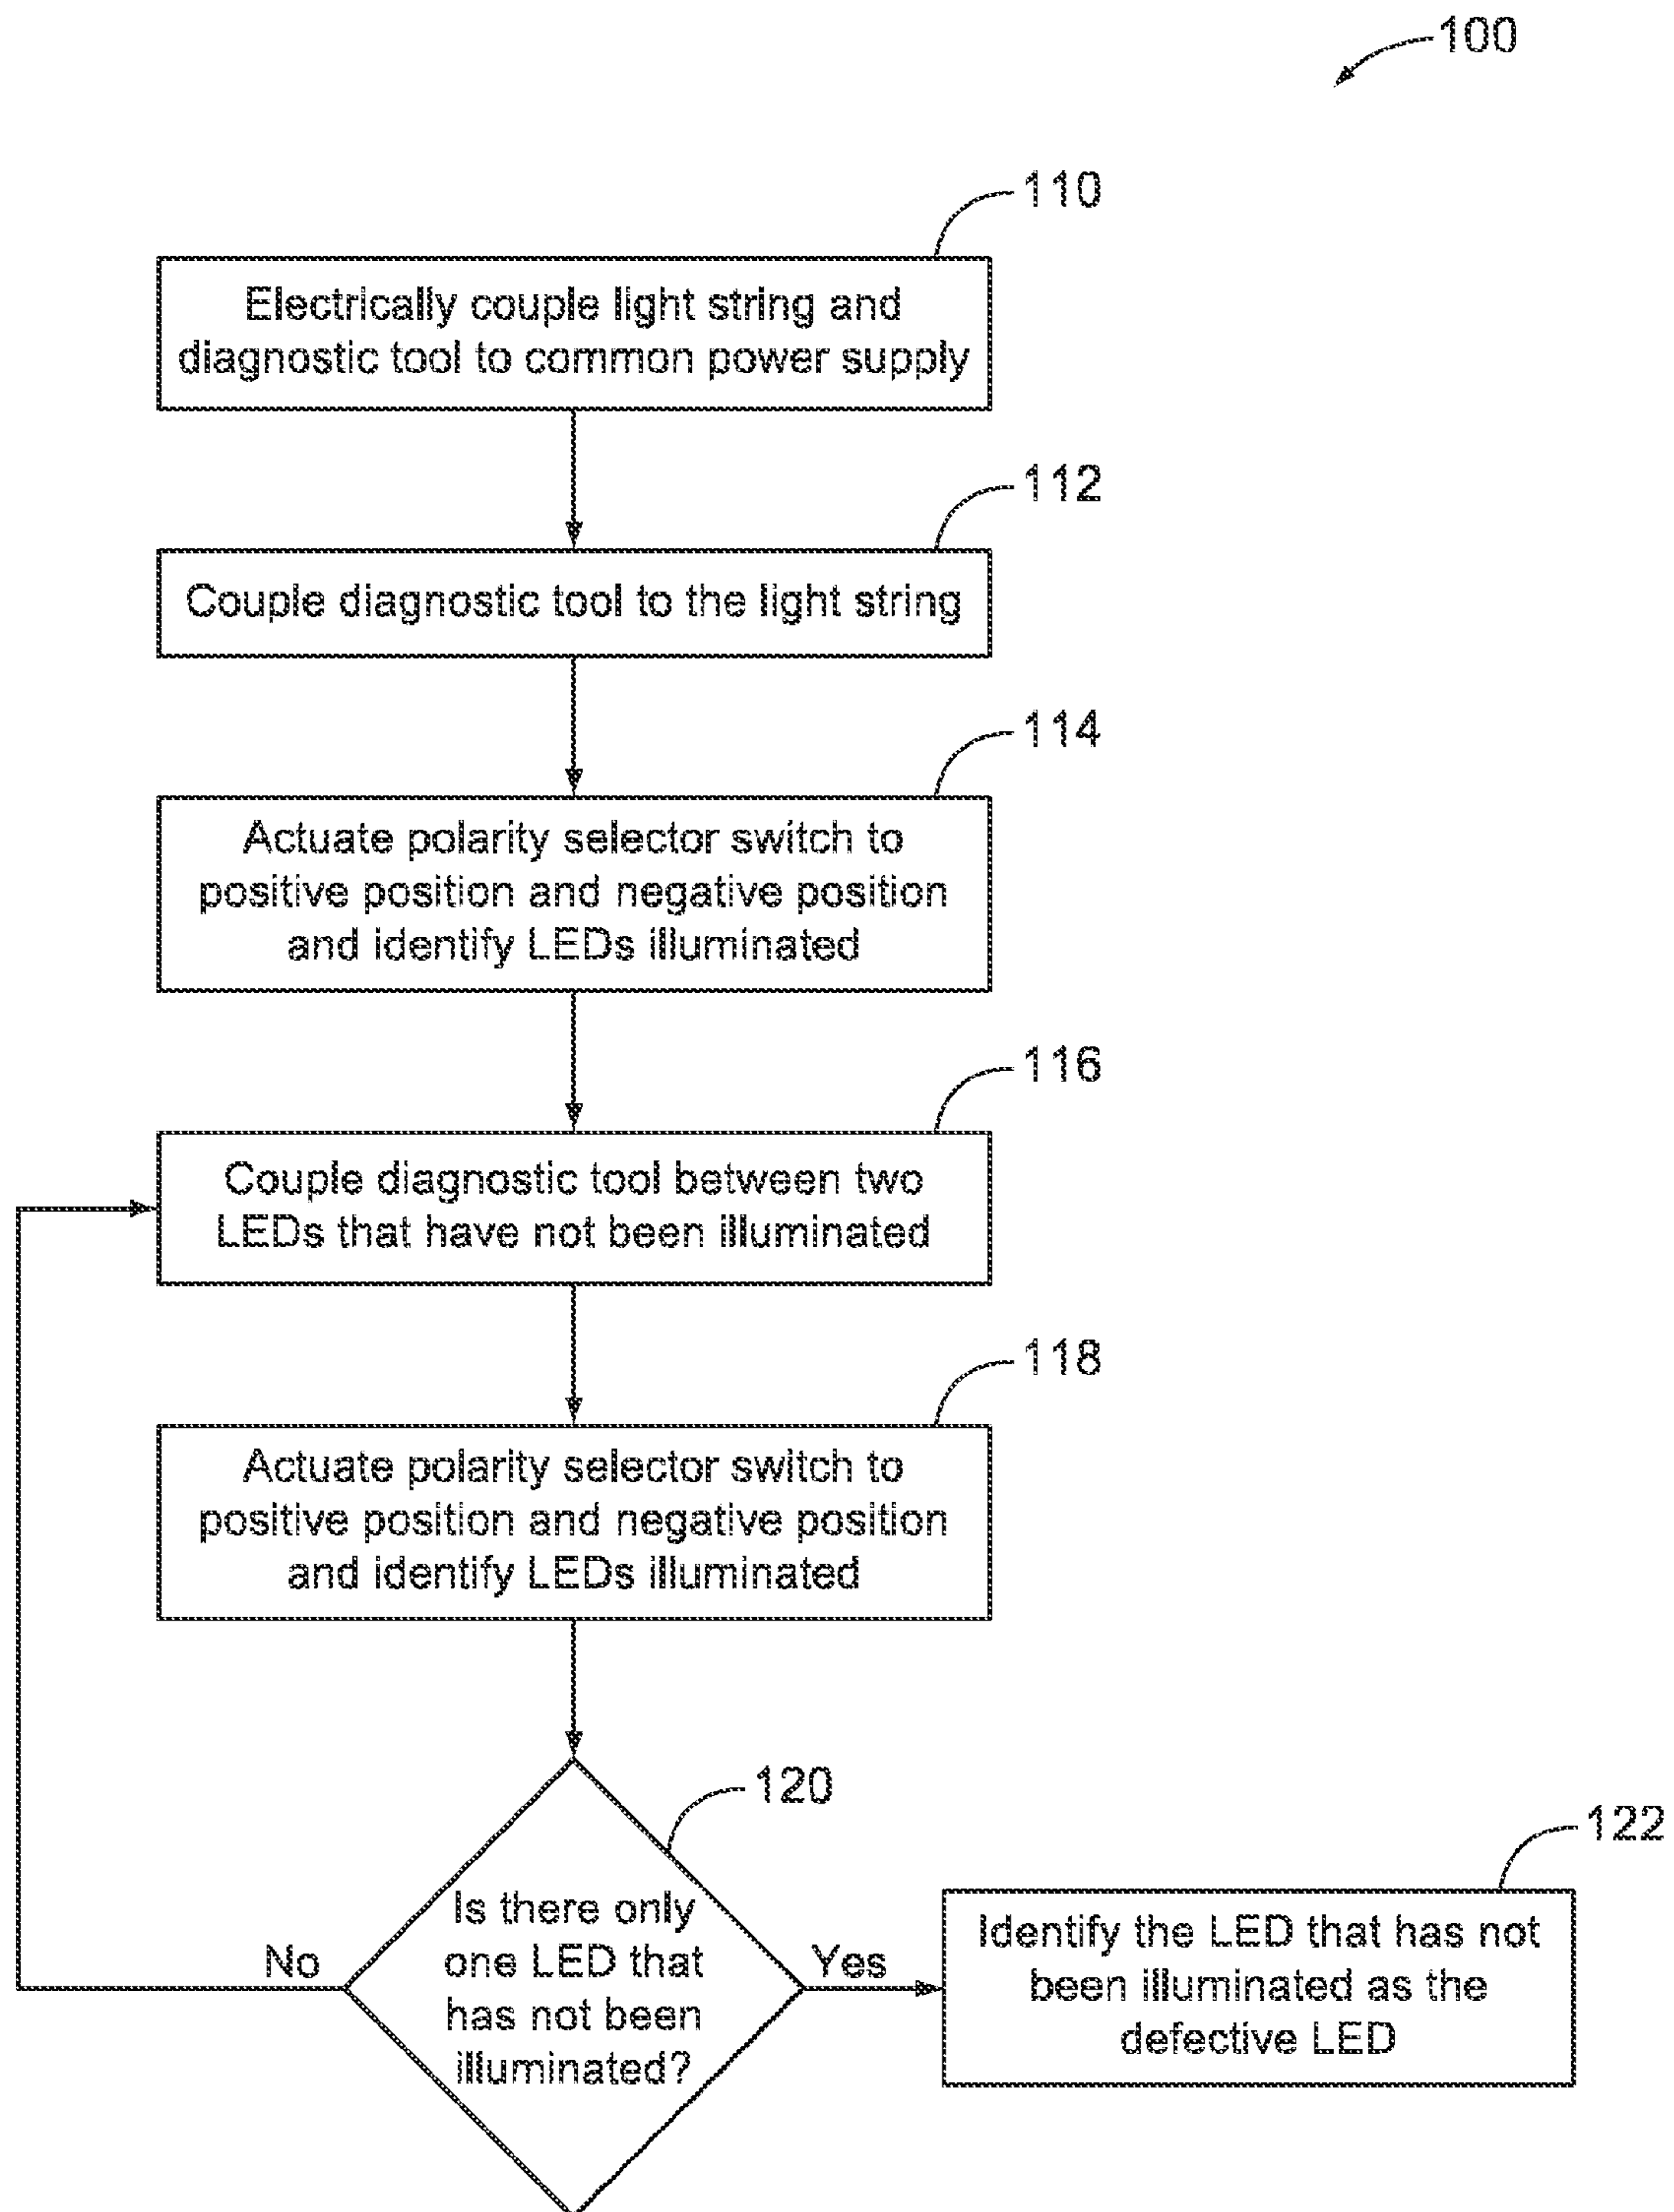 100
110
Electrically couple light string and
diagnostic tool to common power supply
112
Couple diagnostic tool to the light string
114
Actuate polarity selector switch to
positive position and negative position
and identify LEDs illuminated
116
Couple diagnostic tool between two
LEDs that have not been illuminated
118
Actuate polarity selector switch to
positive position and negative position
and identify LEDs illuminated
120
Is there only
one LED that
has not been
illuminated?
No
Yes
122
Identify the LED that has not
been illuminated as the
defective LED